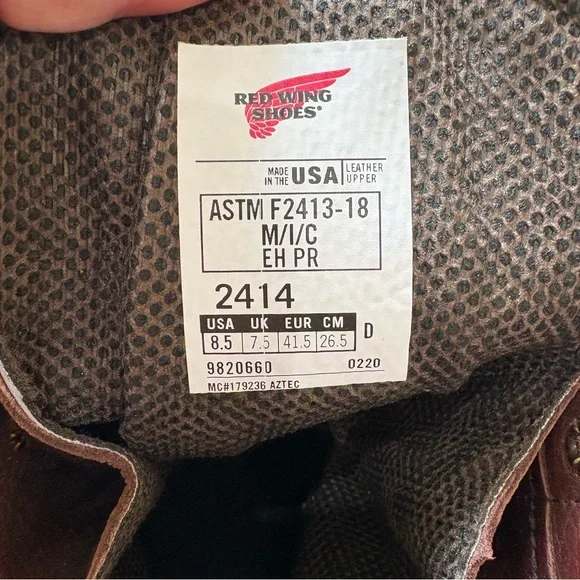 RED WING
SHOES®
MADE IN THE USA LEATHER UPPER
ASTM F2413-18
M/I/C
EH PR
2414
USA UK EUR CM
8.5 7.5 41.5 26.5 D
9820660 0220
MC#179236 AZTEC